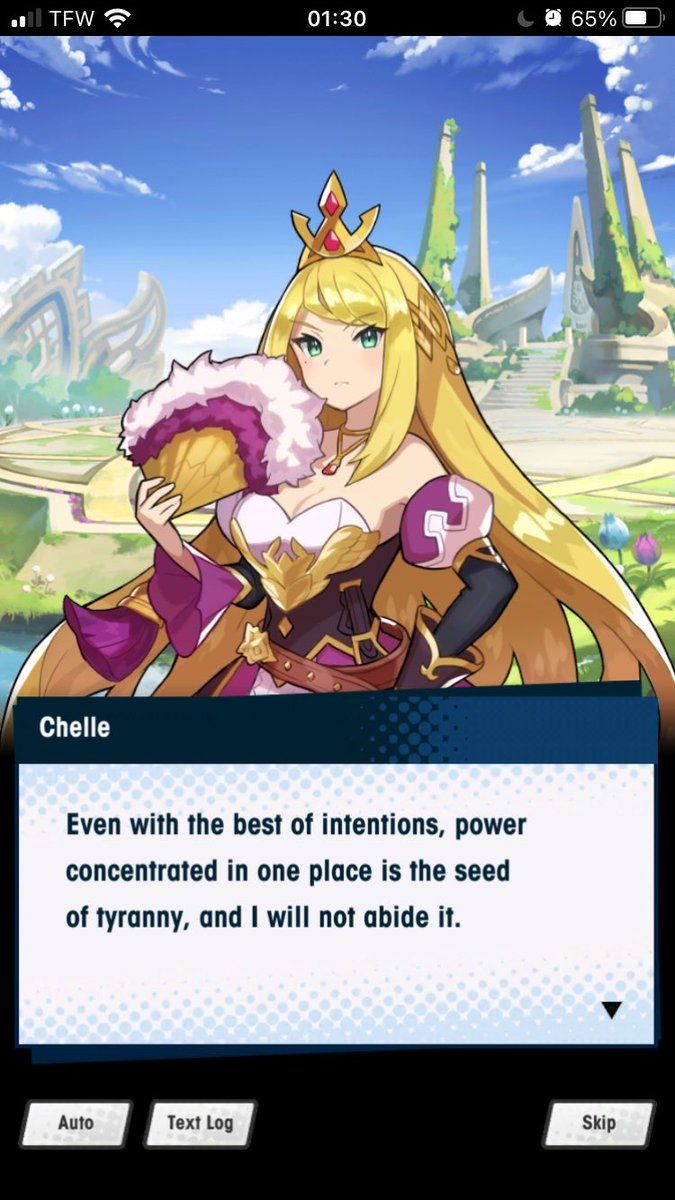 TFW
01:30
65%
Chelle
Even with the best of intentions, power
concentrated in one place is the seed
of tyranny, and I will not abide it.
Auto
Text Log
Skip